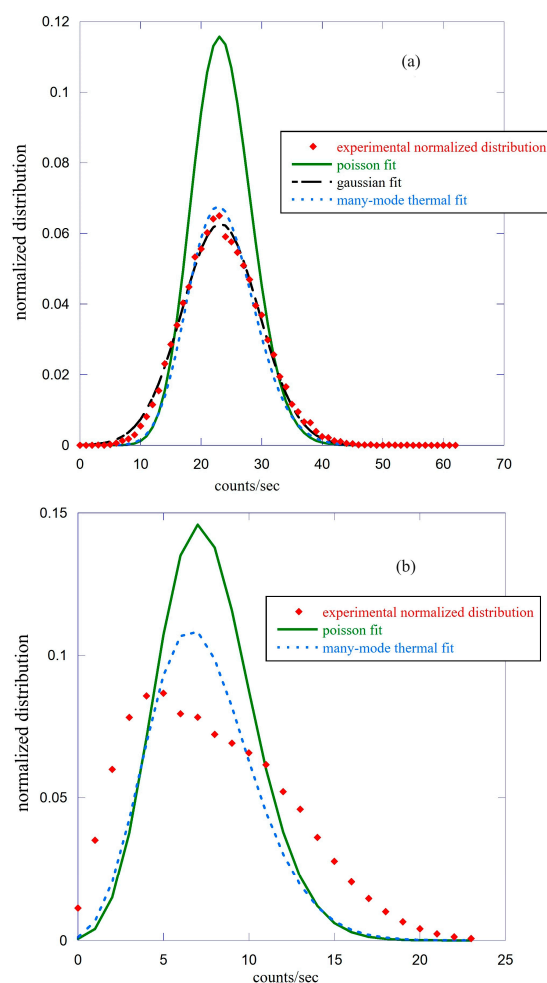 0.12
(a)
0.1
experimental normalized distribution
poisson fit
gaussian fit
many-mode thermal fit
0.08
0.06
0.04
0.02
0
normalized distribution
0 10 20 30 40 50 60 70
counts/sec
0.15
(b)
experimental normalized distribution
poisson fit
many-mode thermal fit
0.1
0.05
0
normalized distribution
0 5 10 15 20 25
counts/sec